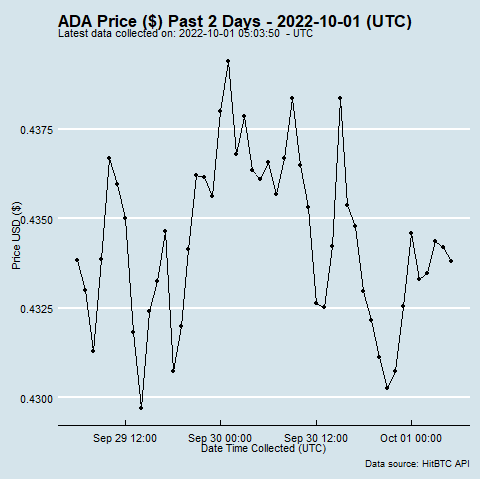 ADA Price ($) Past 2 Days - 2022-10-01 (UTC)
Latest data collected on: 2022-10-01 05:03:50 - UTC
0.4375
0.4350
0.4325
0.4300
Price USD ($)
Sep 29 12:00 Sep 30 00:00 Sep 30 12:00 Oct 01 00:00
Date Time Collected (UTC)
Data source: HitBTC API